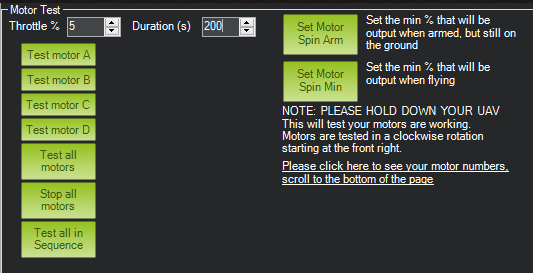 Motor Test
Throttle % 5 Duration (s) 200
Test motor A
Test motor B
Test motor C
Test motor D
Test all
motors
Stop all
motors
Test all in
Sequence
Set Motor
Spin Arm
Set the min % that will be
output when armed, but still on
the ground
Set Motor
Spin Min
Set the min % that will be
output when flying
NOTE: PLEASE HOLD DOWN YOUR UAV
This will test your motors are working.
Motors are tested in a clockwise rotation
starting at the front right.
Please click here to see your motor numbers,
scroll to the bottom of the page